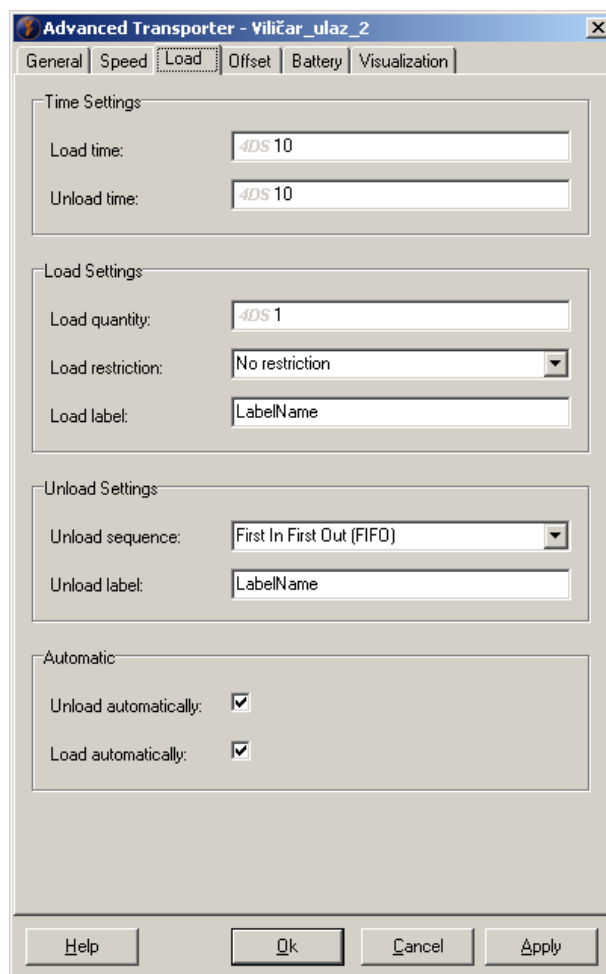 Advanced Transporter - Viličar_ulaz_2
General Speed Load Offset Battery Visualization
Time Settings
Load time: 4DS 10
Unload time: 4DS 10
Load Settings
Load quantity: 4DS 1
Load restriction: No restriction
Load label: LabelName
Unload Settings
Unload sequence: First In First Out (FIFO)
Unload label: LabelName
Automatic
Unload automatically:
Load automatically:
Help Ok Cancel Apply